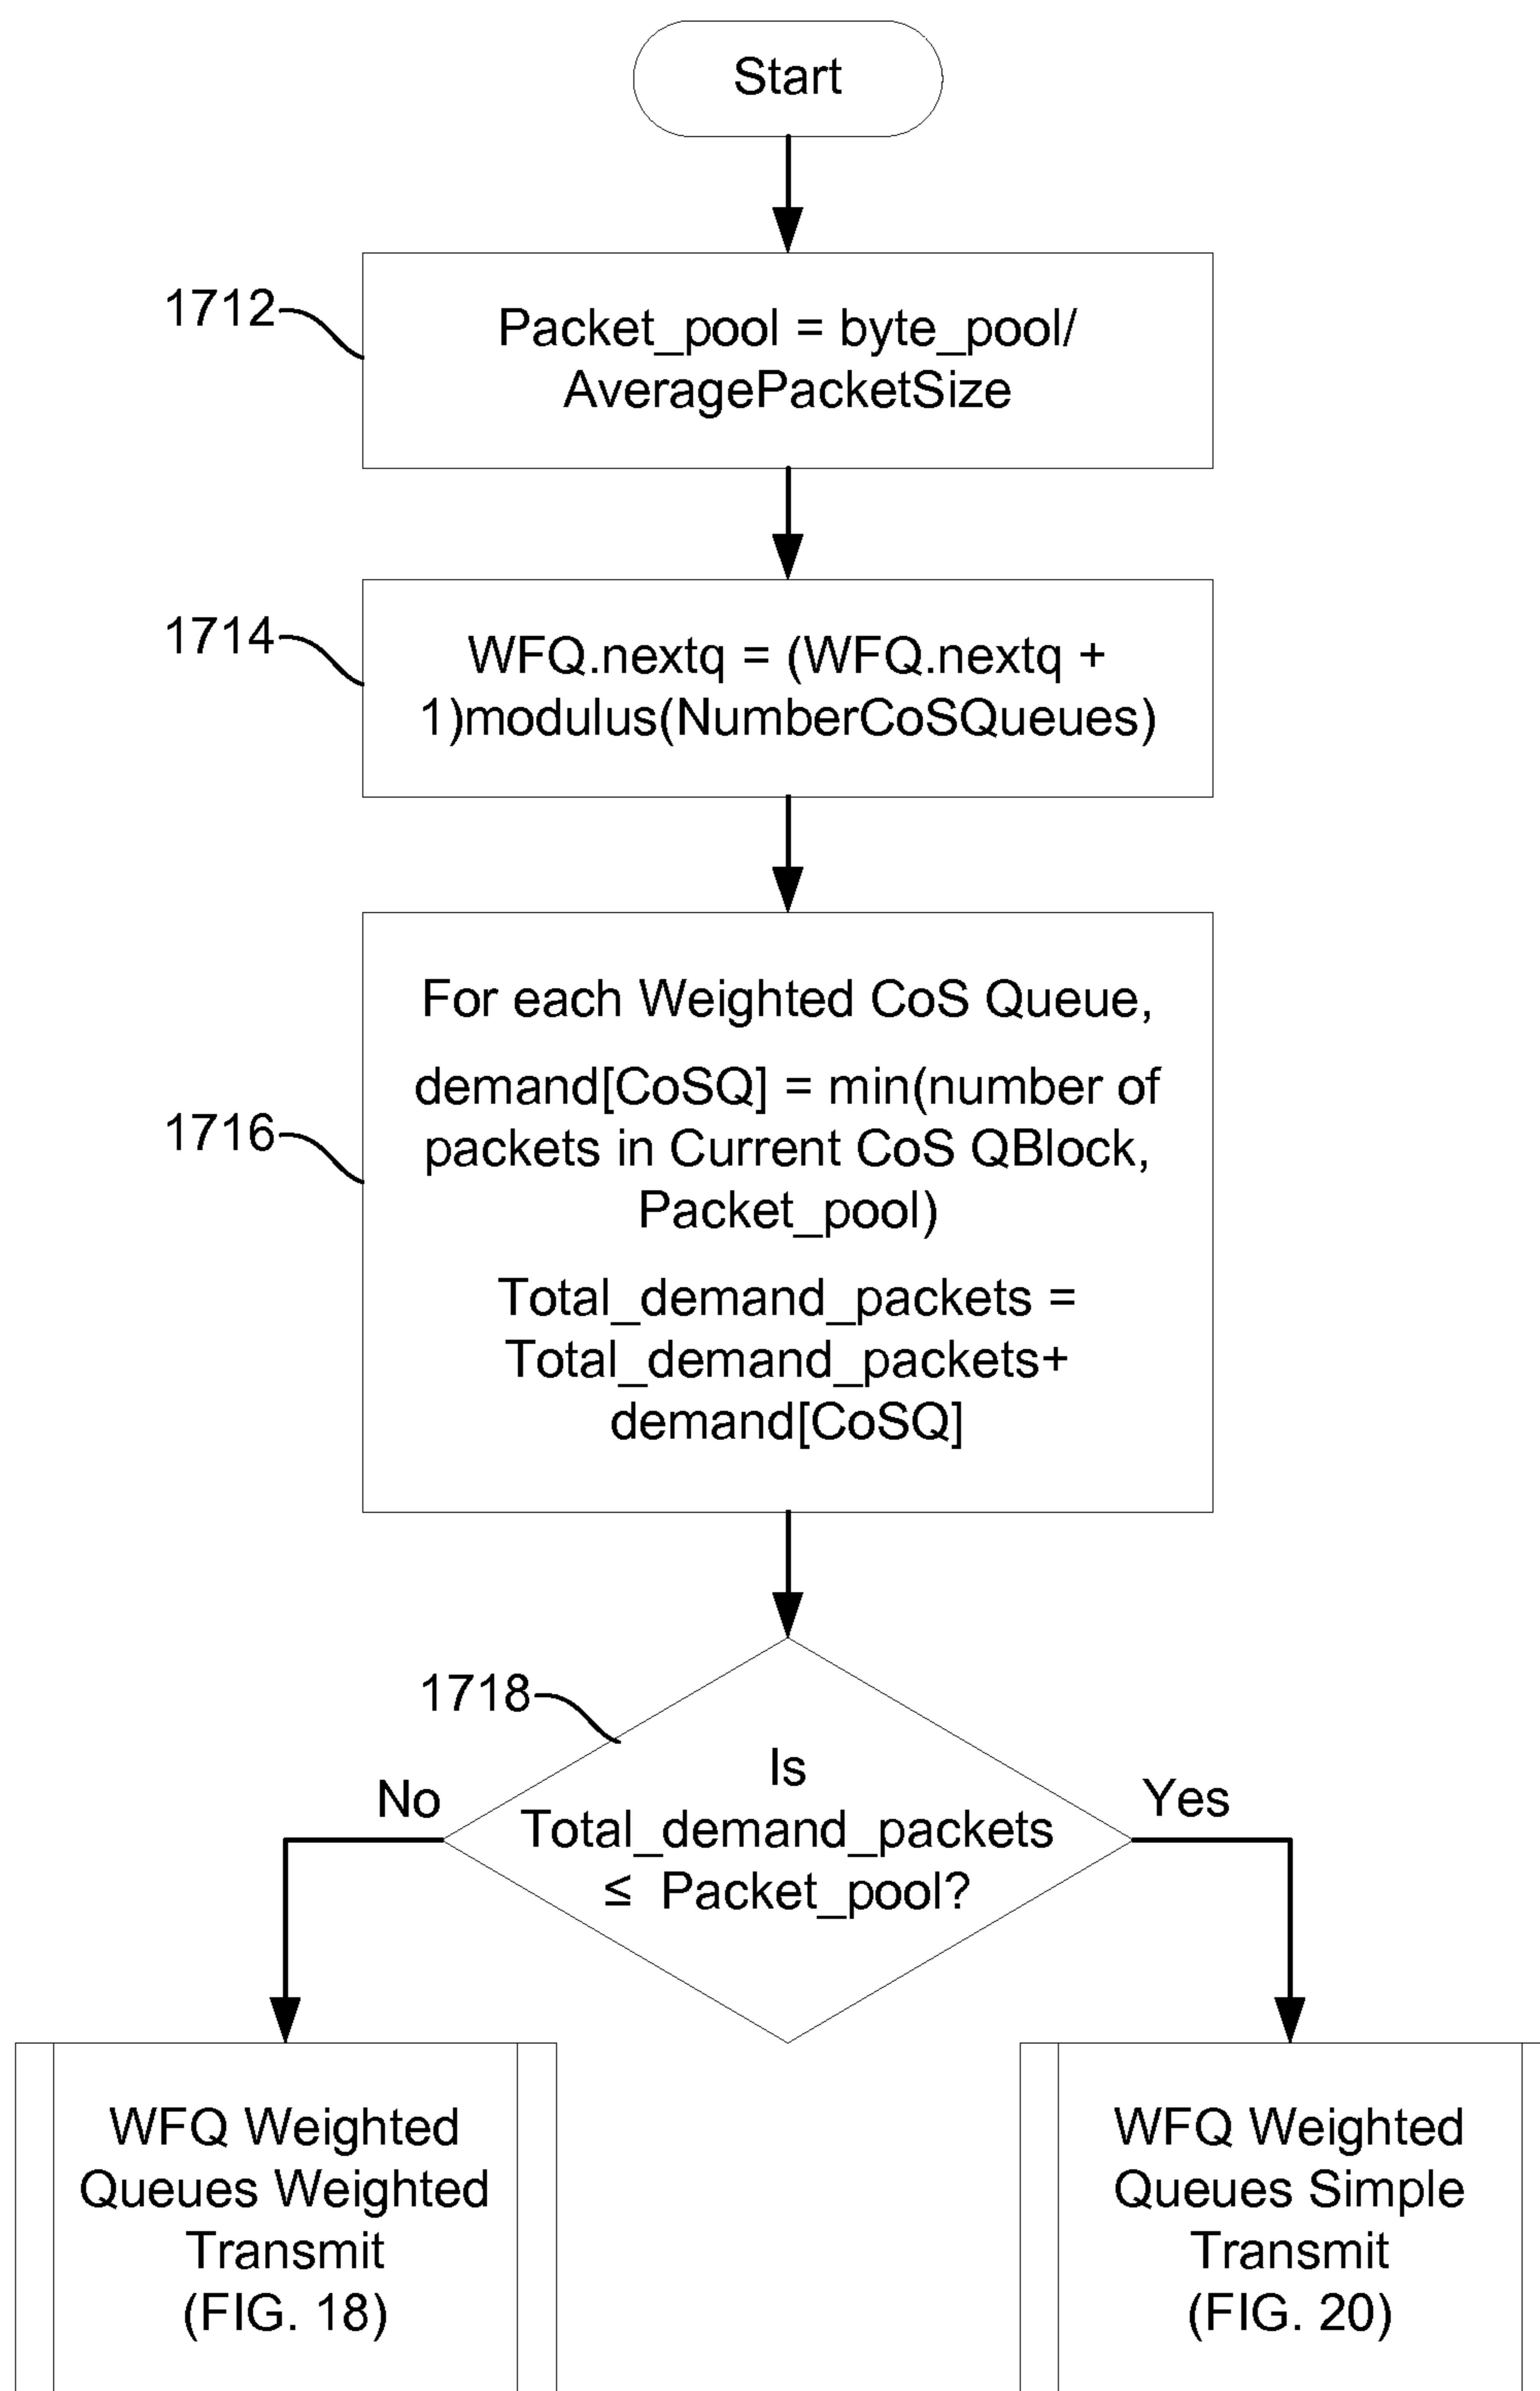 Start
1712
Packet_pool = byte_pool/
AveragePacketSize
1714
WFQ.nextq = (WFQ.nextq +
1)modulus(NumberCoSQueues)
For each Weighted CoS Queue,
demand[CoSQ] = min(number of
1716
packets in Current CoS QBlock,
Packet_pool)
Total_demand_packets =
Total_demand_packets+
demand[CoSQ]
1718
Is
No
Yes
Total_demand_packets
≤ Packet_pool?
WFQ Weighted
Queues Weighted
Transmit
(FIG. 18)
WFQ Weighted
Queues Simple
Transmit
(FIG. 20)